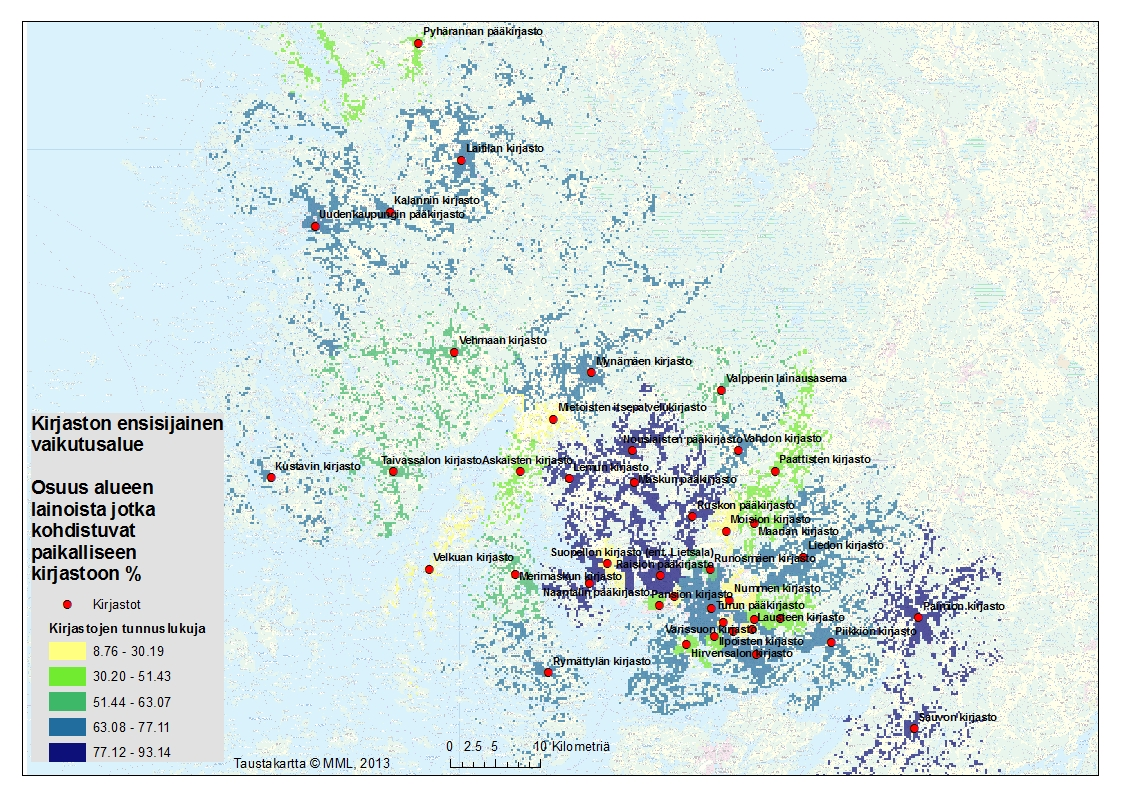 Pyhärannan pääkirjasto
Laitilan kirjasto
Kalannin kirjasto
Uudenkaupungin pääkirjasto
Vehmaan kirjasto
Mynämäen kirjasto
Valpperin lainausasema
Mietoisten itsepalvelukirjasto
Nousiaisten pääkirjasto
Vahdon kirjasto
Kustavin kirjasto
Taivassalon kirjasto
Askaisten kirjasto
Lemun kirjasto
Paattisten kirjasto
Maskun pääkirjasto
Ruskon pääkirjasto
Moision kirjasto
Maarian kirjasto
Liedon kirjasto
Velkuan kirjasto
Suopellon kirjasto (ent. Lietsala)
Raision pääkirjasto
Runosmäen kirjasto
Merimaskun kirjasto
Naantalin pääkirjasto
Pansion kirjasto
Nummen kirjasto
Turun pääkirjasto
Paimion kirjasto
Lausteen kirjasto
Varissuon kirjasto
Piikkiön kirjasto
Ilpoisten kirjasto
Hirvensalon kirjasto
Rymättylän kirjasto
Sauvon kirjasto
Kirjaston ensisijainen
vaikutusalue
Osuus alueen
lainoista jotka
kohdistuvat
paikalliseen
kirjastoon %
Kirjastot
Kirjastojen tunnuslukuja
8.76 - 30.19
30.20 - 51.43
51.44 - 63.07
63.08 - 77.11
77.12 - 93.14
0 2.5 5 10 Kilometriä
Taustakartta © MML, 2013